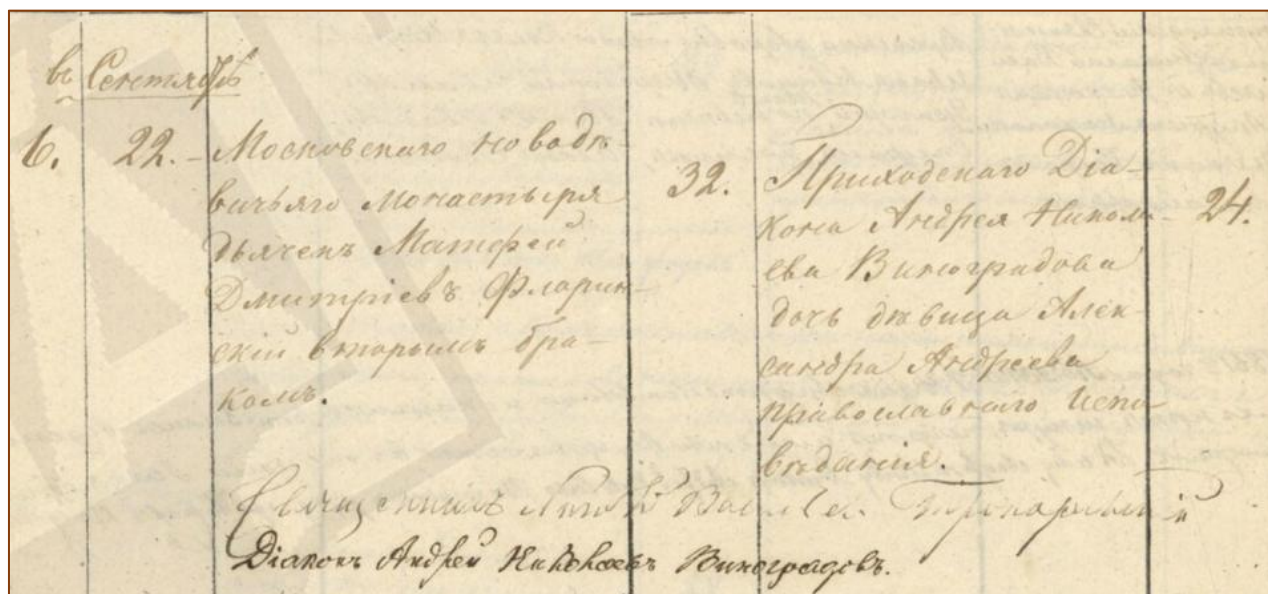 въ Сентябрѣ
6. 22. Московскаго новодѣ-
вичьяго монастыря
дьячекъ Матфей
Дмитріевъ Флорин-
скій вторымъ бра-
комъ.
32.
Приходскаго Діа-
кона Андрея Никола-
ева Виноградова
дочь дѣвица Алек-
сандра Андреева
православнаго испо-
вѣданія.
24.
Священникъ
Діаконъ Андрей Николаевъ Виноградовъ.